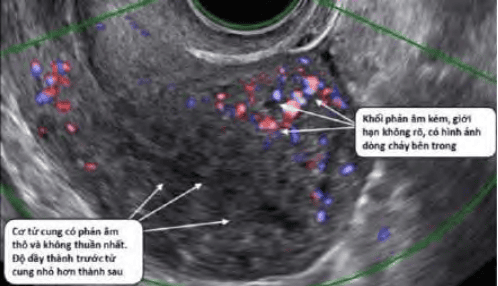 Khối phản âm kém, giới
hạn không rõ, có hình ảnh
dòng chảy bên trong
Cơ tử cung có phản âm
thô và không thuần nhất.
Độ dầy thành trước tử
cung nhỏ hơn thành sau